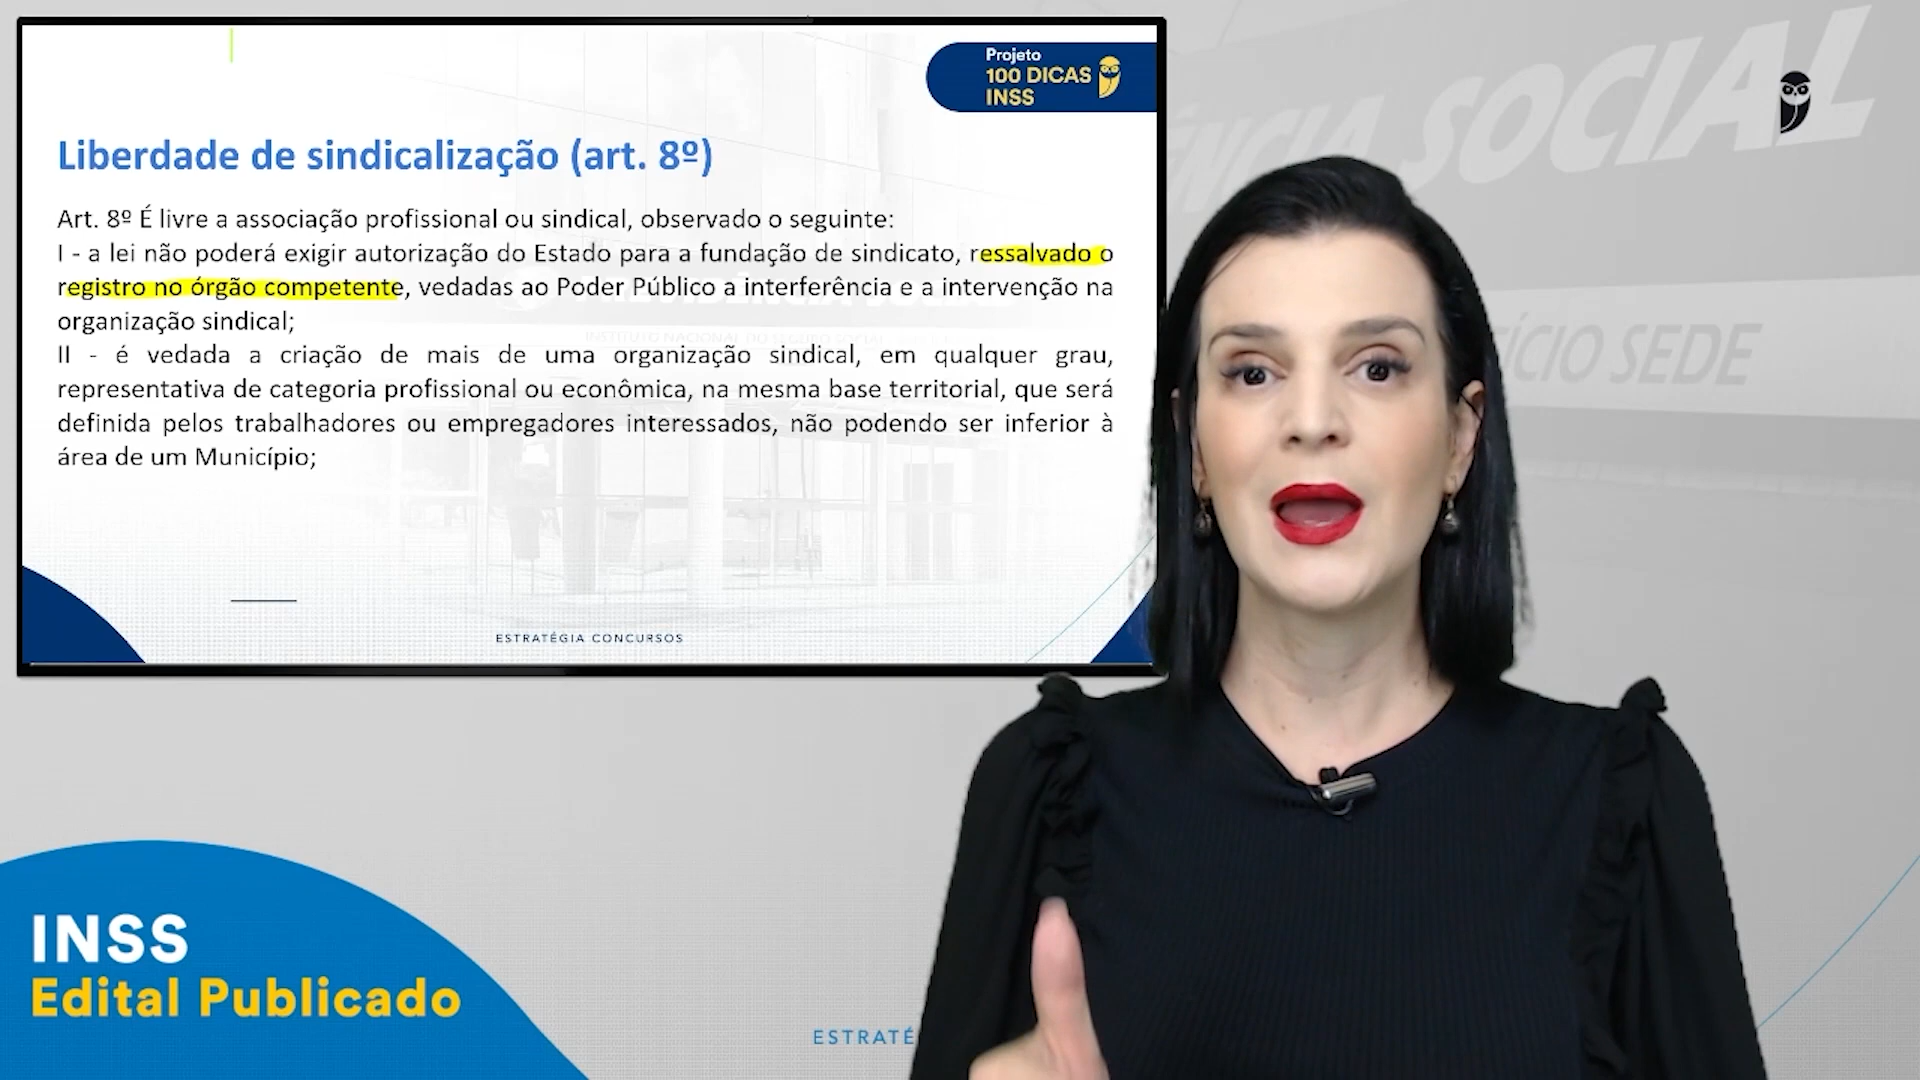 Projeto
100 DICAS
INSS
Liberdade de sindicalização (art. 8º)
Art. 8º É livre a associação profissional ou sindical, observado o seguinte:
I - a lei não poderá exigir autorização do Estado para a fundação de sindicato, ressalvado o
registro no órgão competente, vedadas ao Poder Público a interferência e a intervenção na
organização sindical;
II - é vedada a criação de mais de uma organização sindical, em qualquer grau,
representativa de categoria profissional ou econômica, na mesma base territorial, que será
definida pelos trabalhadores ou empregadores interessados, não podendo ser inferior à
área de um Município;
ESTRATÉGIA CONCURSOS
SOCIAL
SEDE
INSS
Edital Publicado
ESTRATÉ